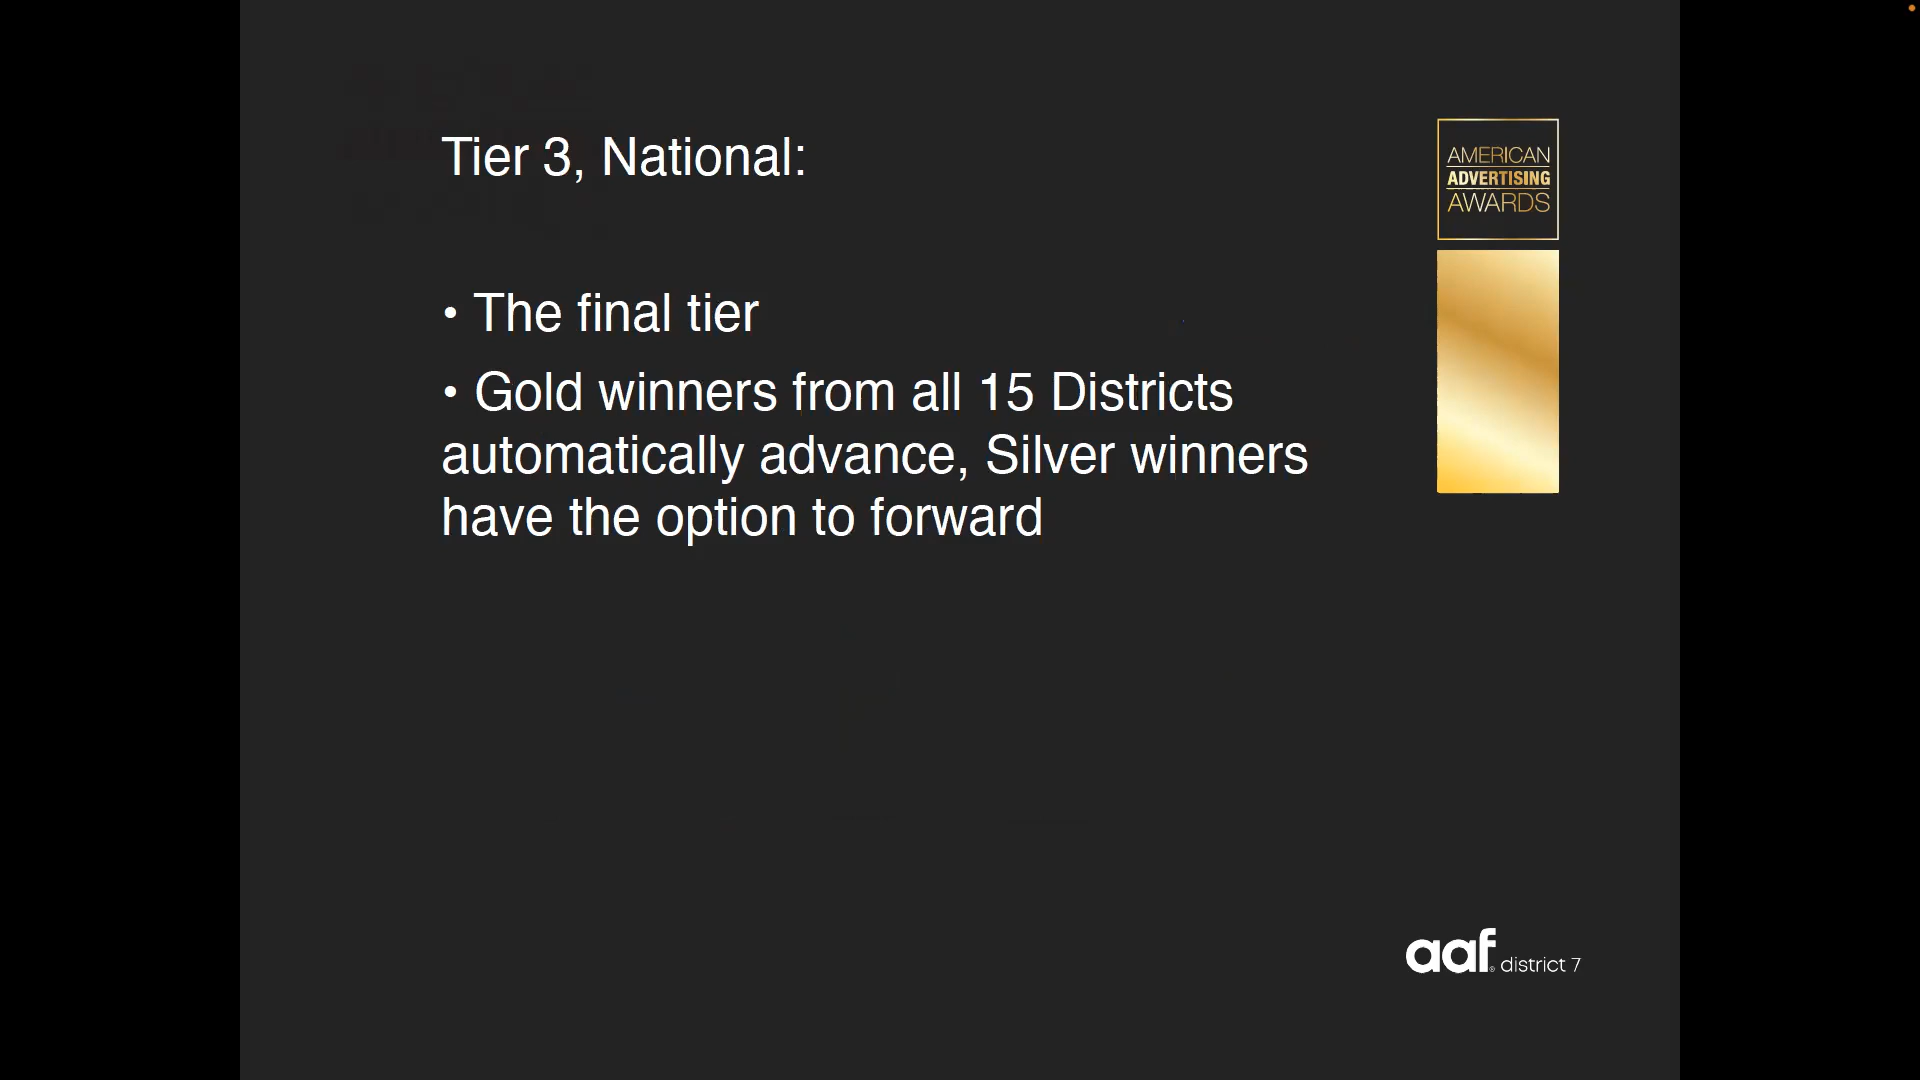 Tier 3, National:
AMERICAN
ADVERTISING
AWARDS
• The final tier
• Gold winners from all 15 Districts
automatically advance, Silver winners
have the option to forward
aaf® district 7